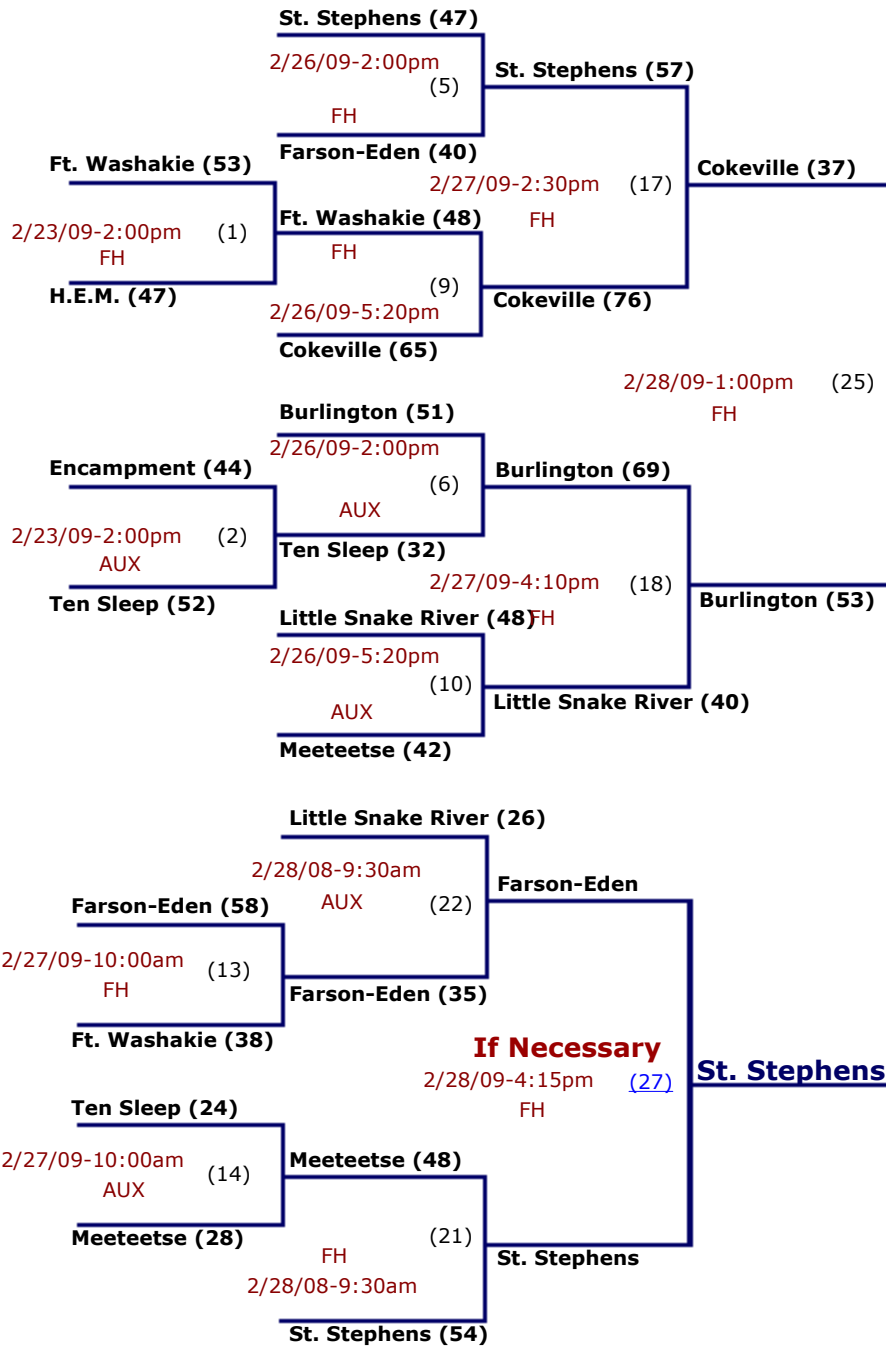 St. Stephens (47)
2/26/09-2:00pm
(5)
FH
Farson-Eden (40)
St. Stephens (57)
Ft. Washakie (53)
2/23/09-2:00pm
(1)
FH
H.E.M. (47)
Ft. Washakie (48)
FH
(9)
2/26/09-5:20pm
Cokeville (65)
2/27/09-2:30pm
(17)
FH
Cokeville (76)
Cokeville (37)
2/28/09-1:00pm
(25)
FH
Burlington (51)
2/26/09-2:00pm
(6)
AUX
Ten Sleep (32)
Encampment (44)
2/23/09-2:00pm
(2)
AUX
Ten Sleep (52)
Burlington (69)
2/27/09-4:10pm
(18)
FH
Burlington (53)
Little Snake River (48)
2/26/09-5:20pm
(10)
AUX
Meeteetse (42)
Little Snake River (40)
Little Snake River (26)
2/28/08-9:30am
AUX
(22)
Farson-Eden
Farson-Eden (58)
2/27/09-10:00am
(13)
FH
Ft. Washakie (38)
Farson-Eden (35)
If Necessary
2/28/09-4:15pm
(27)
FH
St. Stephens
Ten Sleep (24)
2/27/09-10:00am
(14)
AUX
Meeteetse (28)
Meeteetse (48)
(21)
FH
2/28/08-9:30am
St. Stephens
St. Stephens (54)